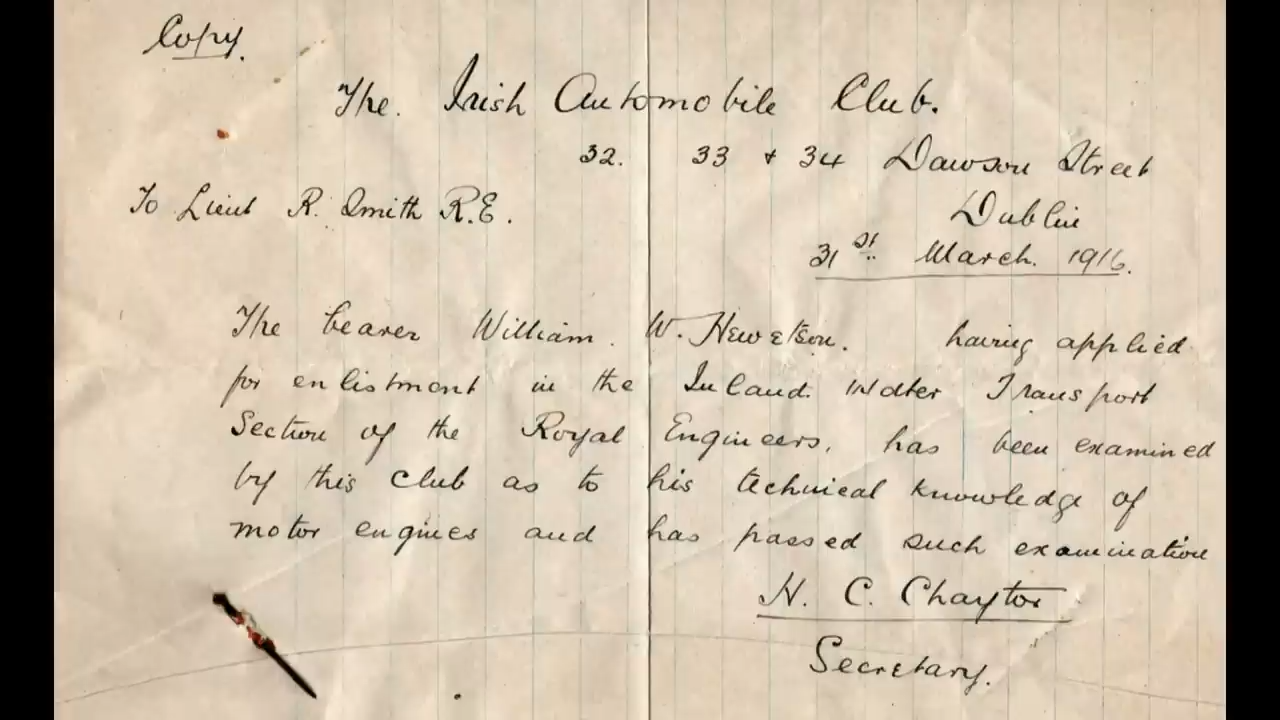 Copy.
The. Irish Automobile Club.
32. 33 & 34 Dawson Street
To Lieut R. Smith R.E.
Dublin
31st March. 1916.
The bearer William. W. Hewetson. having applied
for enlistment in the Inland. Water Transport
Section of the Royal Engineers, has been examined
by this club as to his technical knowledge of
motor engines and has passed such examination
H. C. Chaytor
Secretary.